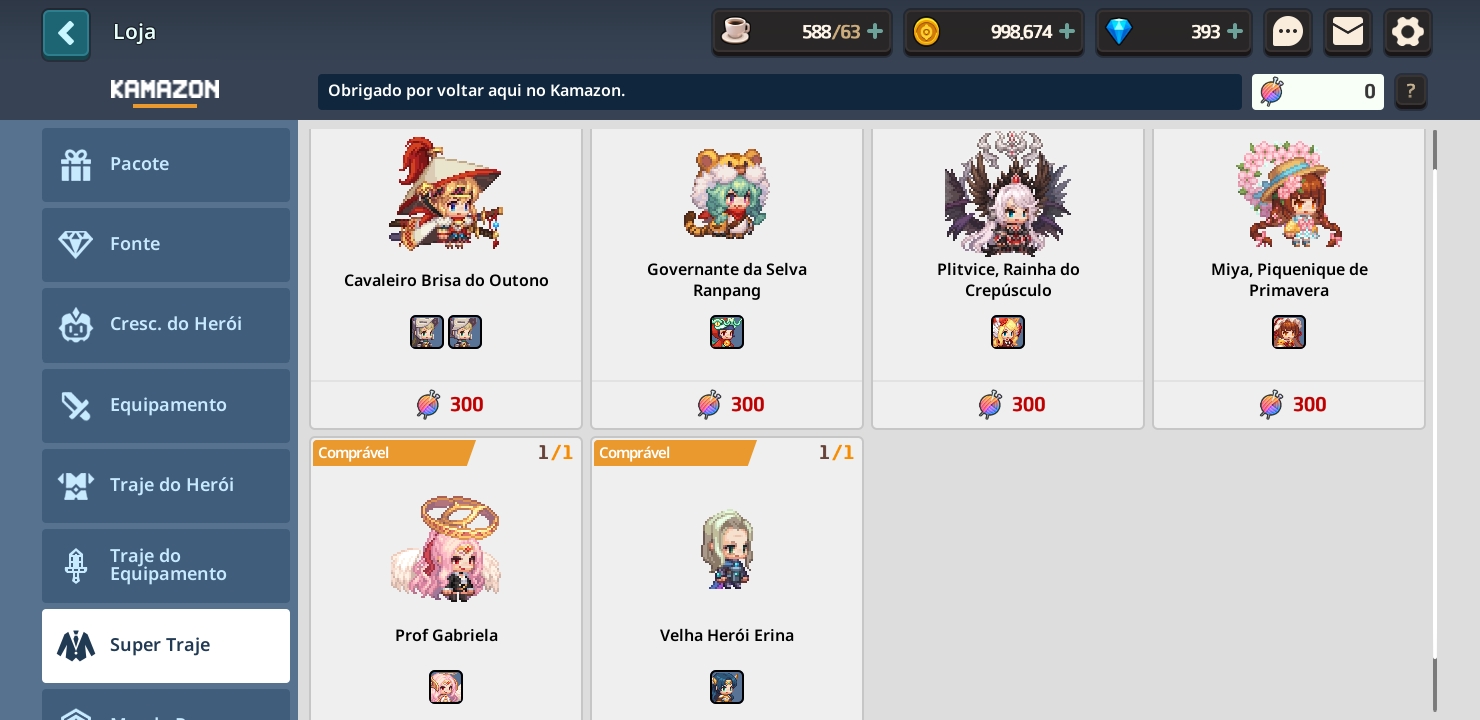 Loja
588/63
998,674
393
KAMAZON
Obrigado por voltar aqui no Kamazon.
0
?
Pacote
Fonte
Cresc. do Herói
Equipamento
Traje do Herói
Traje do
Equipamento
Super Traje
Cavaleiro Brisa do Outono
300
Governante da Selva
Ranpang
300
Plitvice, Rainha do
Crepúsculo
300
Miya, Piquenique de
Primavera
300
Comprável
1/1
Prof Gabriela
Comprável
1/1
Velha Herói Erina